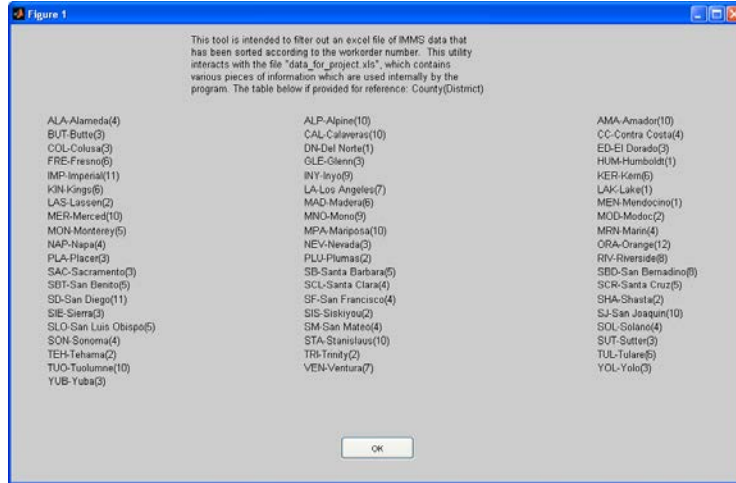 Figure 1
This tool is intended to filter out an excel file of IMMS data that
has been sorted according to the workorder number. This utility
interacts with the file "data_for_project.xls", which contains
various pieces of information which are used internally by the
program. The table below if provided for reference: County(District)
ALA-Alameda(4) ALP-Alpine(10) AMA-Amador(10)
BUT-Butte(3) CAL-Calaveras(10) CC-Contra Costa(4)
COL-Colusa(3) DN-Del Norte(1) ED-El Dorado(3)
FRE-Fresno(6) GLE-Glenn(3) HUM-Humboldt(1)
IMP-Imperial(11) INY-Inyo(9) KER-Kern(6)
KIN-Kings(6) LA-Los Angeles(7) LAK-Lake(1)
LAS-Lassen(2) MAD-Madera(6) MEN-Mendocino(1)
MER-Merced(10) MNO-Mono(9) MOD-Modoc(2)
MON-Monterey(5) MPA-Mariposa(10) MRN-Marin(4)
NAP-Napa(4) NEV-Nevada(3) ORA-Orange(12)
PLA-Placer(3) PLU-Plumas(2) RIV-Riverside(8)
SAC-Sacramento(3) SB-Santa Barbara(5) SBD-San Bernadino(8)
SBT-San Benito(5) SCL-Santa Clara(4) SCR-Santa Cruz(5)
SD-San Diego(11) SF-San Francisco(4) SHA-Shasta(2)
SIE-Sierra(3) SIS-Siskiyou(2) SJ-San Joaquin(10)
SLO-San Luis Obispo(5) SM-San Mateo(4) SOL-Solano(4)
SON-Sonoma(4) STA-Stanislaus(10) SUT-Sutter(3)
TEH-Tehama(2) TRI-Trinity(2) TUL-Tulare(6)
TUO-Tuolumne(10) VEN-Ventura(7) YOL-Yolo(3)
YUB-Yuba(3)
OK